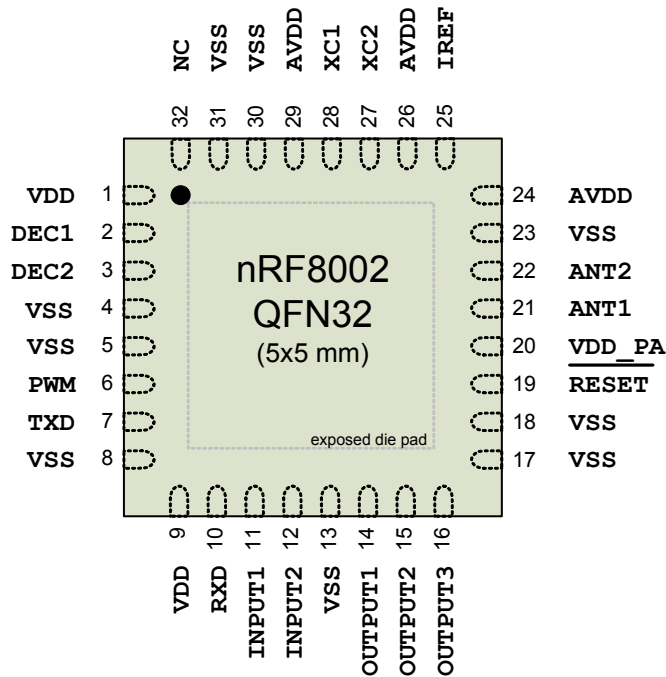 NC VSS VSS AVDD XC1 XC2 AVDD IREF
32 31 30 29 28 27 26 25
VDD 1
DEC1 2
DEC2 3
VSS 4
VSS 5
PWM 6
TXD 7
VSS 8
nRF8002
QFN32
(5x5 mm)
exposed die pad
24 AVDD
23 VSS
22 ANT2
21 ANT1
20 VDD_PA
19 RESET
18 VSS
17 VSS
9 10 11 12 13 14 15 16
VDD RXD INPUT1 INPUT2 VSS OUTPUT1 OUTPUT2 OUTPUT3